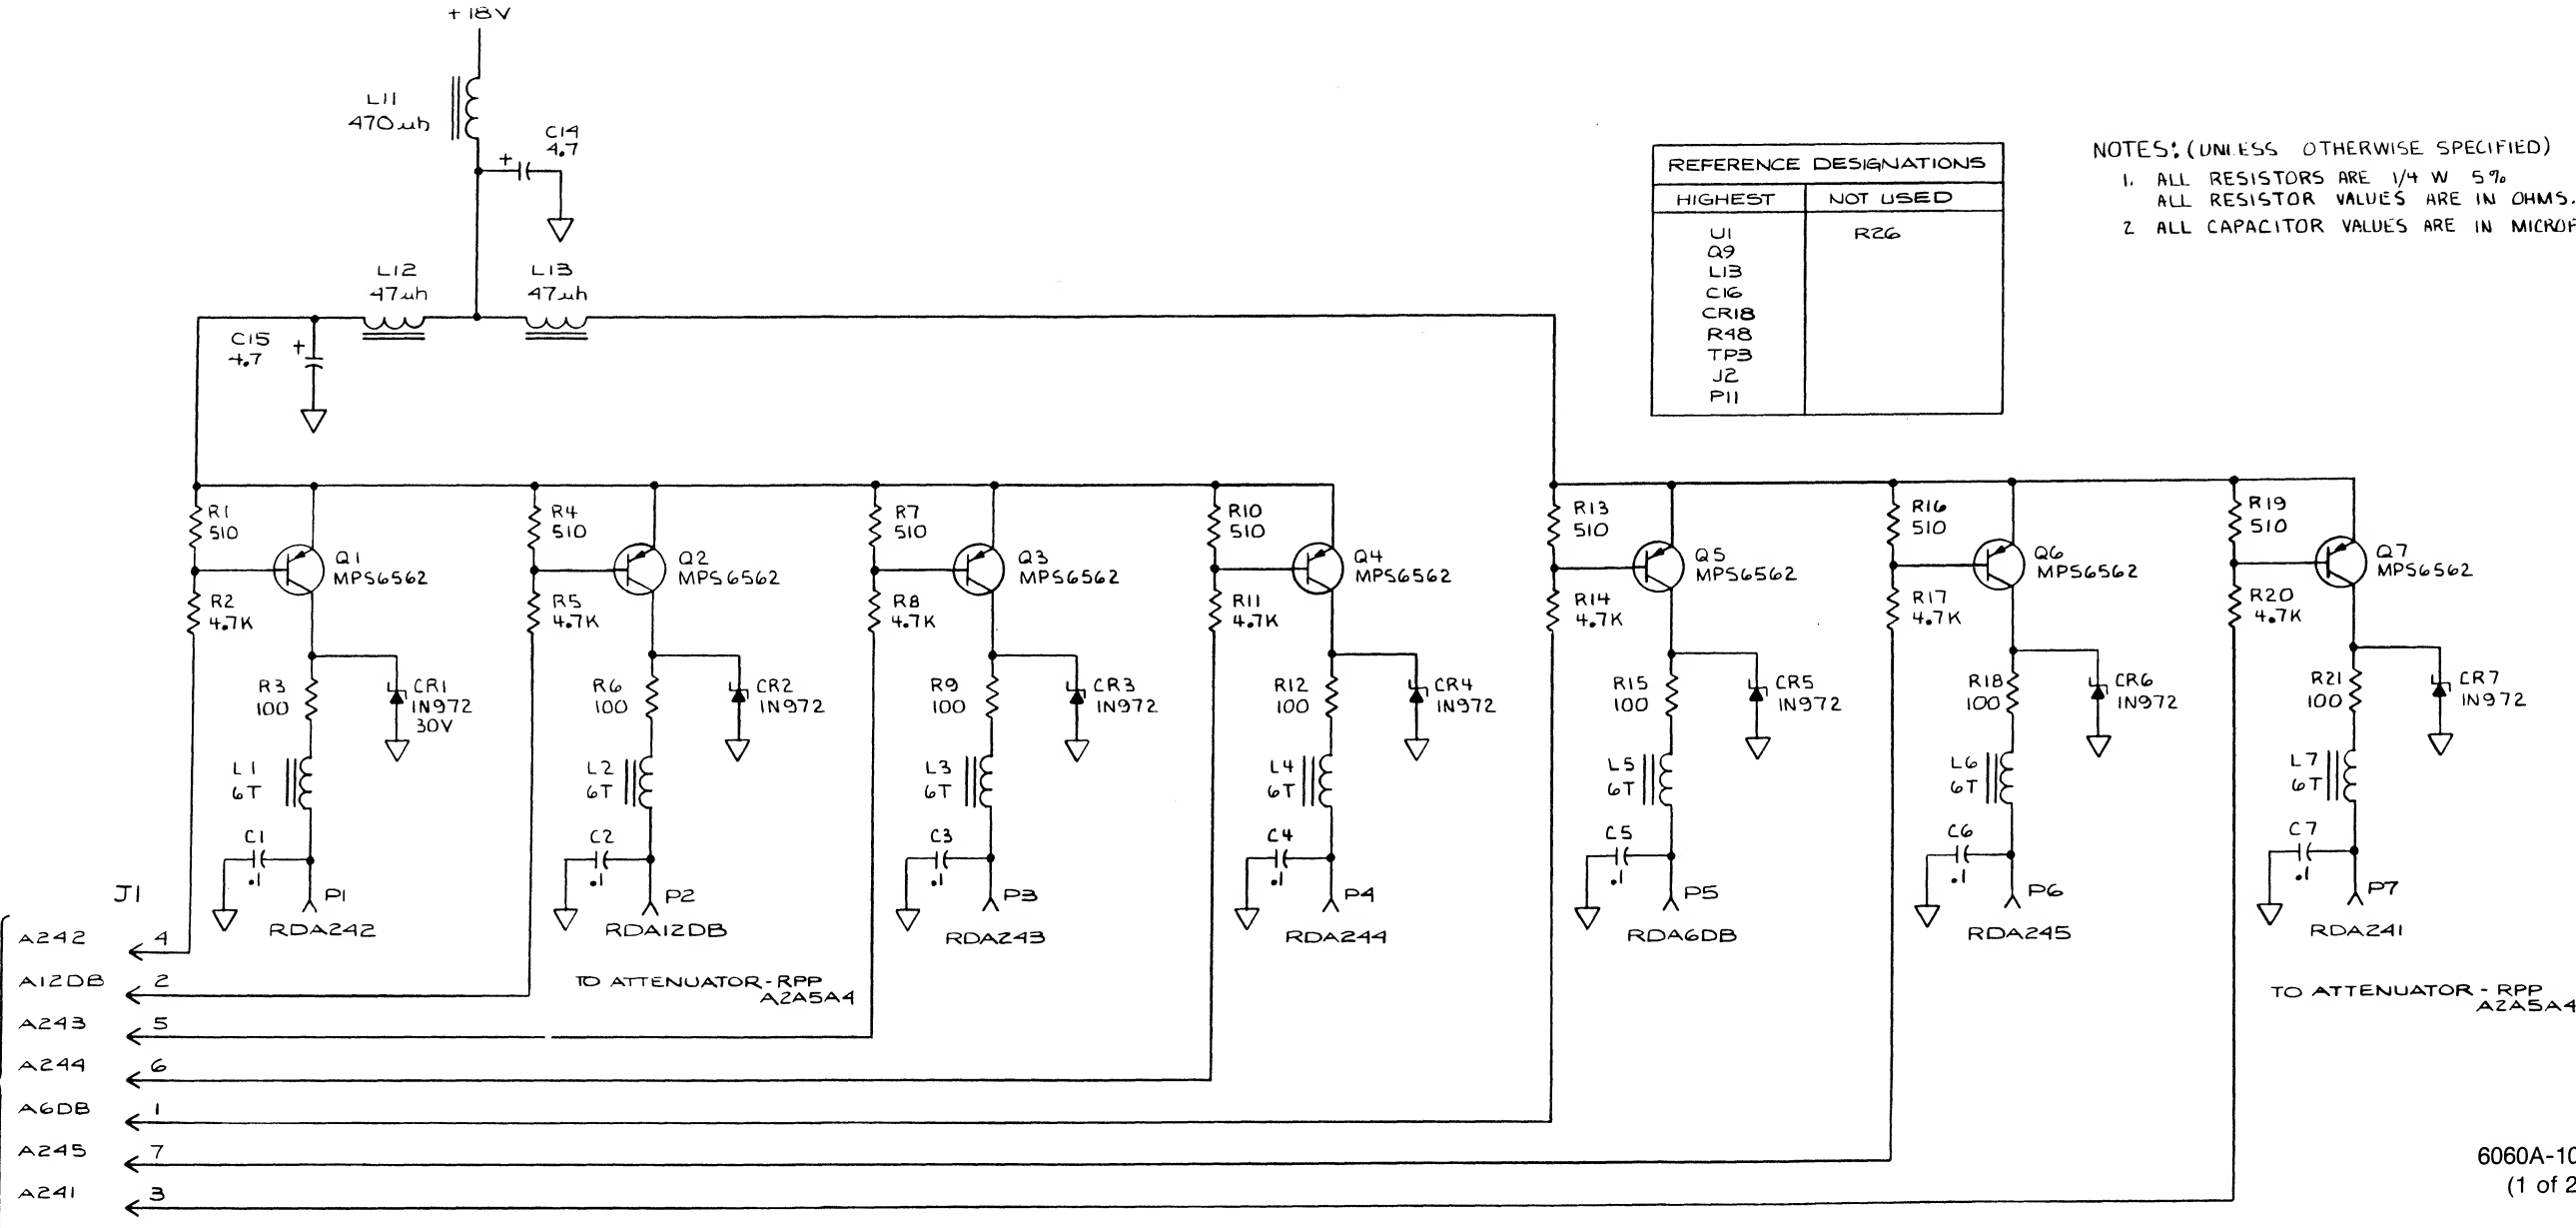 +18V
L11
470uh
C14
4.7
+
L12
47uh
L13
47uh
C15
4.7
+
REFERENCE DESIGNATIONS
HIGHEST
NOT USED
U1
R26
Q9
L13
C16
CR18
R48
TP3
J2
P11
NOTES: (UNLESS OTHERWISE SPECIFIED)
1. ALL RESISTORS ARE 1/4 W 5%
ALL RESISTOR VALUES ARE IN OHMS.
2 ALL CAPACITOR VALUES ARE IN
R1
510
Q1
MPS6562
R2
4.7K
R3
100
CR1
IN972
30V
L1
6T
C1
.1
P1
RDA242
R4
510
Q2
MPS6562
R5
4.7K
R6
100
CR2
IN972
L2
6T
C2
.1
P2
RDA12DB
R7
510
Q3
MPS6562
R8
4.7K
R9
100
CR3
IN972
L3
6T
C3
.1
P3
RDA243
R10
510
Q4
MPS6562
R11
4.7K
R12
100
CR4
IN972
L4
6T
C4
.1
P4
RDA244
R13
510
Q5
MPS6562
R14
4.7K
R15
100
CR5
IN972
L5
6T
C5
.1
P5
RDA6DB
R16
510
Q6
MPS6562
R17
4.7K
R18
100
CR6
IN972
L6
6T
C6
.1
P6
RDA245
R19
510
Q7
MPS6562
R20
4.7K
R21
100
CR7
IN972
L7
6T
C7
.1
P7
RDA241
TO ATTENUATOR-RPP
A2A5A4
TO ATTENUATOR - RPP
A2A5A4
J1
A242 4
A12DB 2
A243 5
A244 6
A6DB 1
A245 7
A241 3
6060A-10
(1 of 2